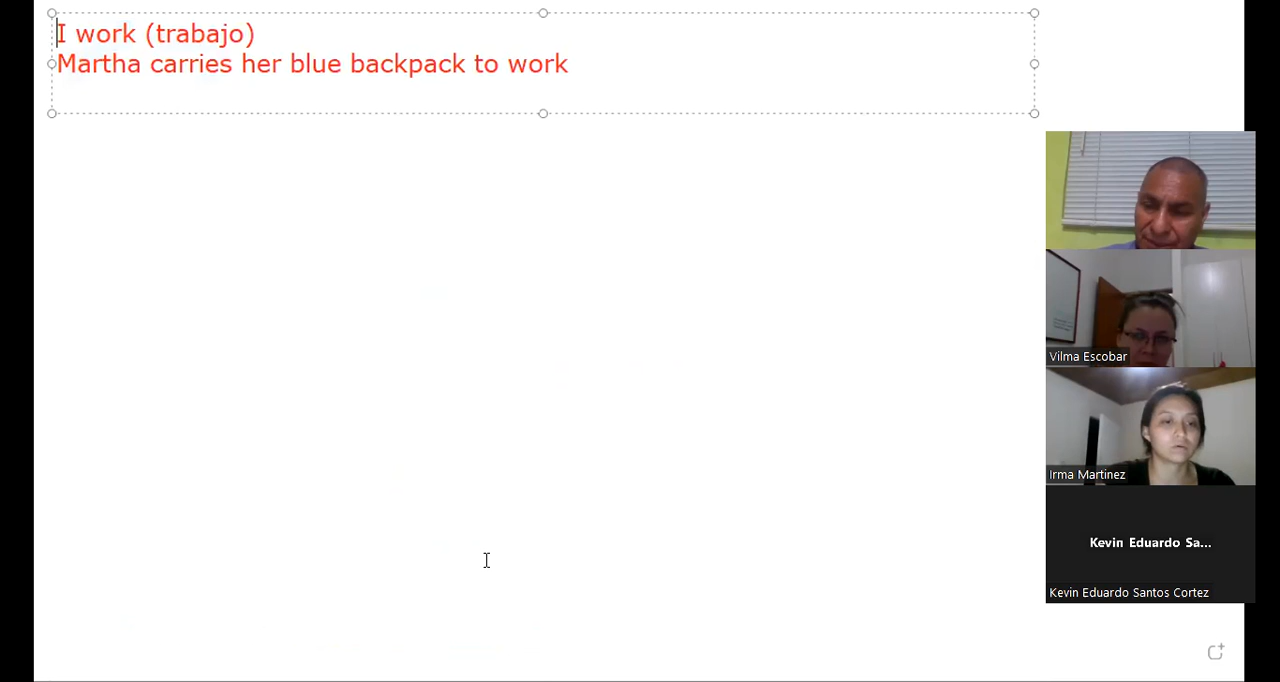 I work (trabajo)
Martha carries her blue backpack to work
Vilma Escobar
Irma Martinez
Kevin Eduardo Sa...
Kevin Eduardo Santos Cortez